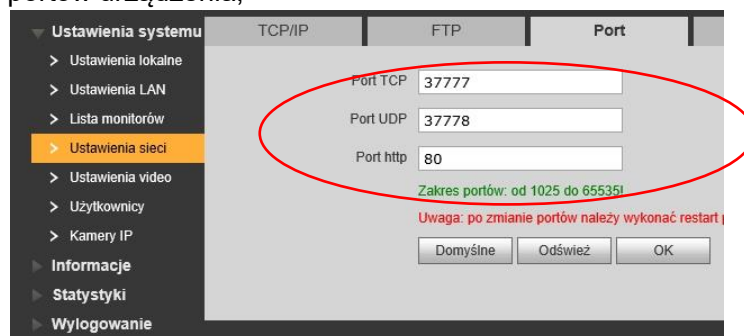 portów urządzenia,
Ustawienia systemu
> Ustawienia lokalne
> Ustawienia LAN
> Lista monitorów
> Ustawienia sieci
> Ustawienia video
> Użytkownicy
> Kamery IP
Informacje
Statystyki
Wylogowanie
TCP/IP FTP Port
Port TCP 37777
Port UDP 37778
Port http 80
Zakres portów: od 1025 do 65535!
Uwaga: po zmianie portów należy wykonać restart
Domyślne Odśwież OK